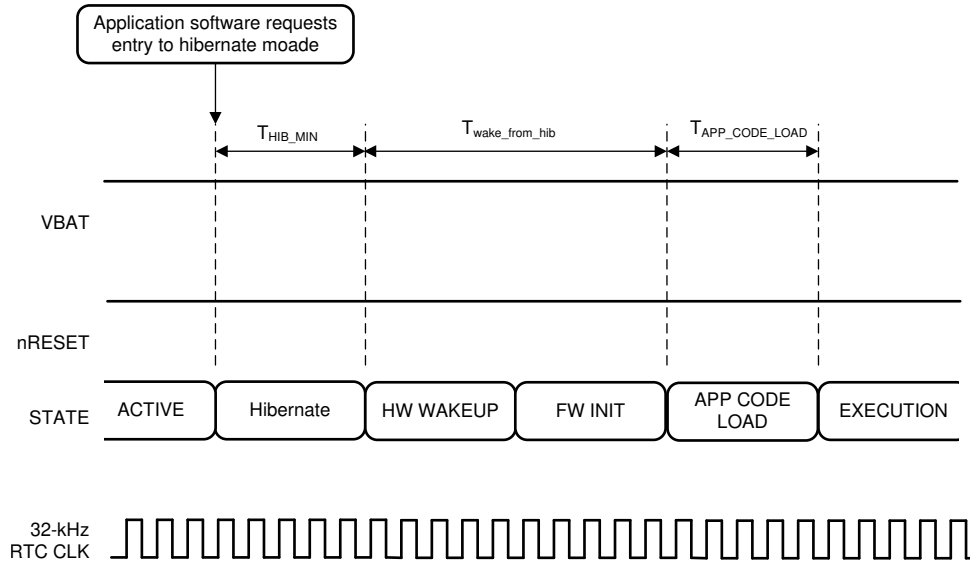 Application software requests
entry to hibernate moade
T_HIB_MIN
T_wake_from_hib
T_APP_CODE_LOAD
VBAT
nRESET
STATE
ACTIVE
Hibernate
HW WAKEUP
FW INIT
APP CODE
LOAD
EXECUTION
32-kHz
RTC CLK